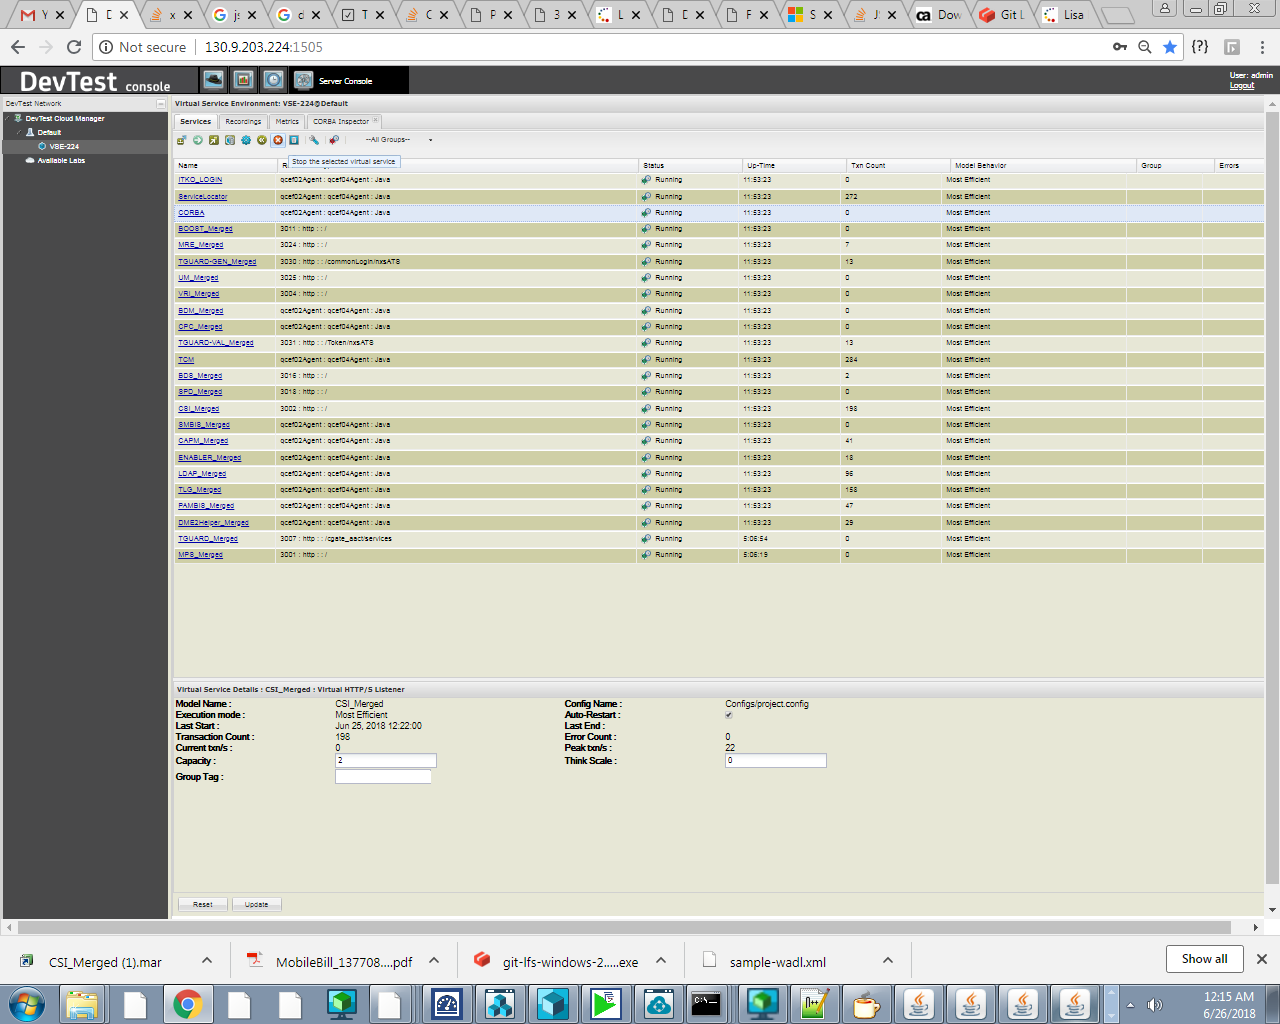 Y
D
x
js
d
T
C
P
3
L
D
F
S
JS
Dow
Git L
Lisa
Not secure
130.9.203.224:1505
{?}
DevTest console
Server Console
User: admin
Logout
DevTest Network
DevTest Cloud Manager
Default
VSE-224
Available Labs
Virtual Service Environment: VSE-224@Default
Services Recordings Metrics CORBA Inspector
--All Groups--
Stop the selected virtual service
Name R Status Up-Time Txn Count Model Behavior Group Errors
ITKO_LOGIN qcef02Agent : qcef04Agent : Java Running 11:53:23 0 Most Efficient
ServiceLocator qcef02Agent : qcef04Agent : Java Running 11:53:23 272 Most Efficient
CORBA qcef02Agent : qcef04Agent : Java Running 11:53:23 0 Most Efficient
BOOST_Merged 3011 : http : : / Running 11:53:23 0 Most Efficient
MRE_Merged 3024 : http : : / Running 11:53:23 7 Most Efficient
TGUARD-GEN_Merged 3030 : http : : /commonLogin/nxsATS Running 11:53:23 13 Most Efficient
UM_Merged 3025 : http : : / Running 11:53:23 0 Most Efficient
VRI_Merged 3004 : http : : / Running 11:53:23 0 Most Efficient
BDM_Merged qcef02Agent : qcef04Agent : Java Running 11:53:23 0 Most Efficient
CPC_Merged qcef02Agent : qcef04Agent : Java Running 11:53:23 0 Most Efficient
TGUARD-VAL_Merged 3031 : http : : /Token/nxsATS Running 11:53:23 13 Most Efficient
TCM qcef02Agent : qcef04Agent : Java Running 11:53:23 284 Most Efficient
BDS_Merged 3016 : http : : / Running 11:53:23 2 Most Efficient
SPD_Merged 3018 : http : : / Running 11:53:23 0 Most Efficient
CSI_Merged 3002 : http : : / Running 11:53:23 198 Most Efficient
SMBIS_Merged qcef02Agent : qcef04Agent : Java Running 11:53:23 0 Most Efficient
CAPM_Merged qcef02Agent : qcef04Agent : Java Running 11:53:23 41 Most Efficient
ENABLER_Merged qcef02Agent : qcef04Agent : Java Running 11:53:23 18 Most Efficient
LDAP_Merged qcef02Agent : qcef04Agent : Java Running 11:53:23 96 Most Efficient
TLG_Merged qcef02Agent : qcef04Agent : Java Running 11:53:23 158 Most Efficient
PAMBIS_Merged qcef02Agent : qcef04Agent : Java Running 11:53:23 47 Most Efficient
DME2Helper_Merged qcef02Agent : qcef04Agent : Java Running 11:53:23 29 Most Efficient
TGUARD_Merged 3007 : http : : /cgate_aact/services Running 5:06:54 0 Most Efficient
MPS_Merged 3001 : http : : / Running 5:06:19 0 Most Efficient
Virtual Service Details : CSI_Merged : Virtual HTTP/S Listener
Model Name : CSI_Merged Config Name : Configs/project.config
Execution mode : Most Efficient Auto-Restart :
Last Start : Jun 25, 2018 12:22:00 Last End :
Transaction Count : 198 Error Count : 0
Current txn/s : 0 Peak txn/s : 22
Capacity : 2 Think Scale : 0
Group Tag :
Reset Update
CSI_Merged (1).mar
MobileBill_137708....pdf
git-lfs-windows-2.....exe
sample-wadl.xml
Show all
12:15 AM
6/26/2018